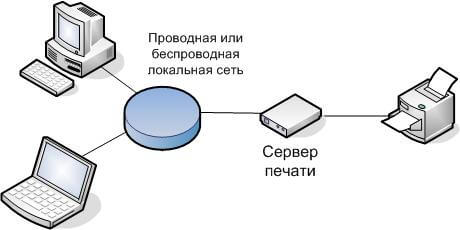 Проводная или
беспроводная
локальная сеть
Сервер
печати